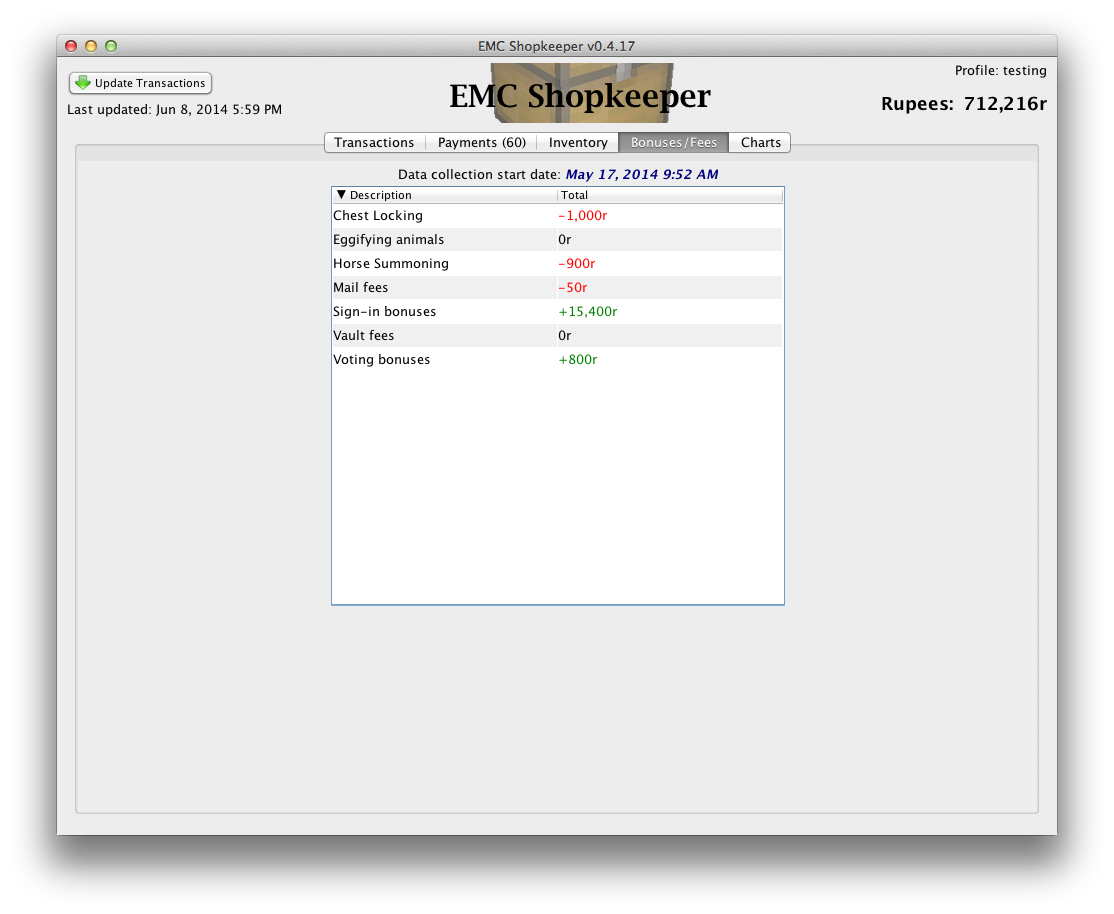 EMC Shopkeeper v0.4.17
Update Transactions
Profile: testing
EMC Shopkeeper
Last updated: Jun 8, 2014 5:59 PM
Rupees: 712,216r
Transactions Payments (60) Inventory Bonuses/Fees Charts
Data collection start date: May 17, 2014 9:52 AM
▼ Description Total
Chest Locking -1,000r
Eggifying animals 0r
Horse Summoning -900r
Mail fees -50r
Sign-in bonuses +15,400r
Vault fees 0r
Voting bonuses +800r